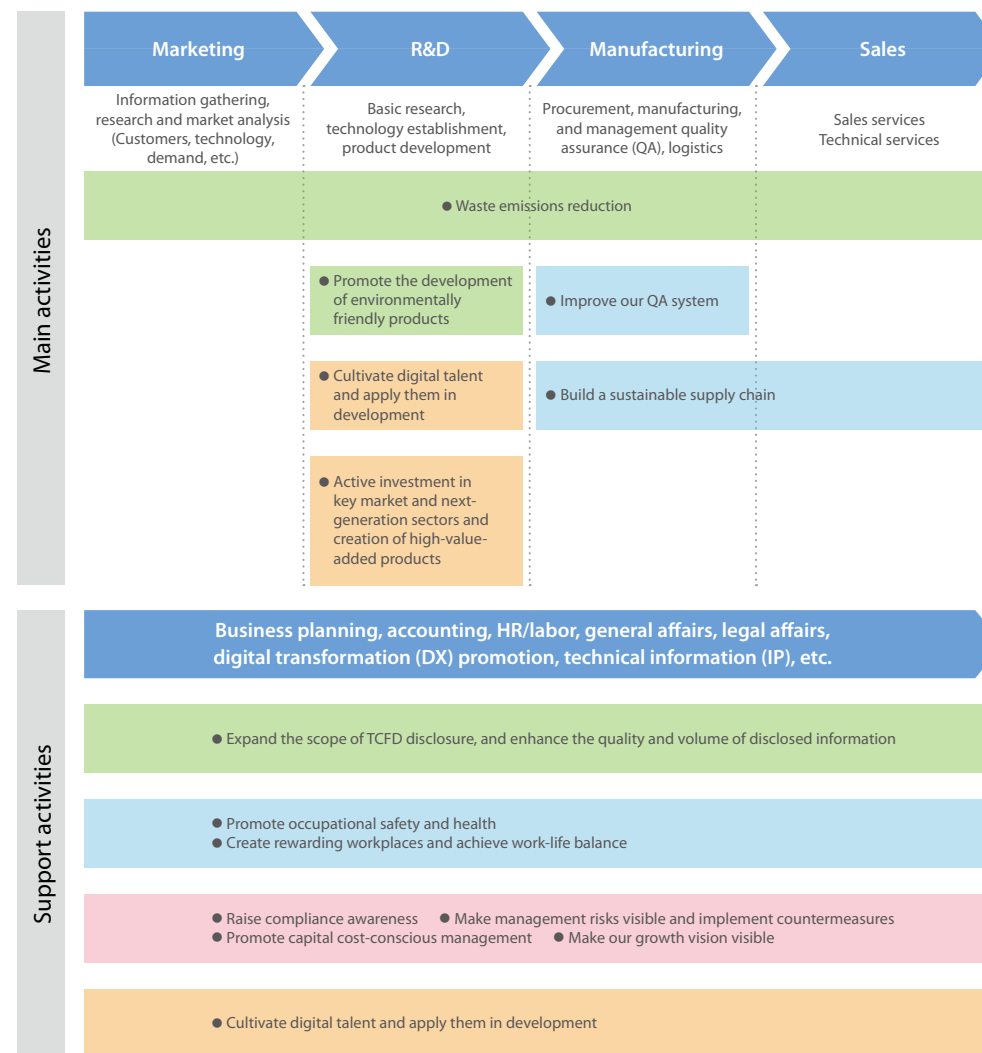 Main activities
Marketing
R&D
Manufacturing
Sales
Information gathering,
research and market analysis
(Customers, technology,
demand, etc.)
Basic research,
technology establishment,
product development
Procurement, manufacturing,
and management quality
assurance (QA), logistics
Sales services
Technical services
● Waste emissions reduction
● Promote the development
of environmentally
friendly products
● Improve our QA system
● Cultivate digital talent
and apply them in
development
● Build a sustainable supply chain
● Active investment in
key market and next-
generation sectors and
creation of high-value-
added products
Support activities
Business planning, accounting, HR/labor, general affairs, legal affairs,
digital transformation (DX) promotion, technical information (IP), etc.
● Expand the scope of TCFD disclosure, and enhance the quality and volume of disclosed information
● Promote occupational safety and health
● Create rewarding workplaces and achieve work-life balance
● Raise compliance awareness ● Make management risks visible and implement countermeasures
● Promote capital cost-conscious management ● Make our growth vision visible
● Cultivate digital talent and apply them in development